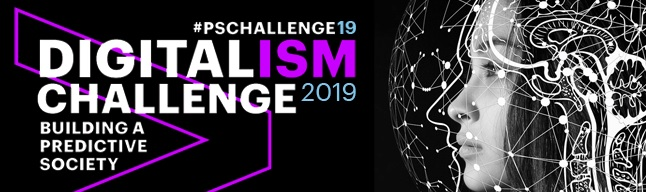 #PSCHALLENGE19
DIGITALISM
CHALLENGE 2019
BUILDING A
PREDICTIVE
SOCIETY